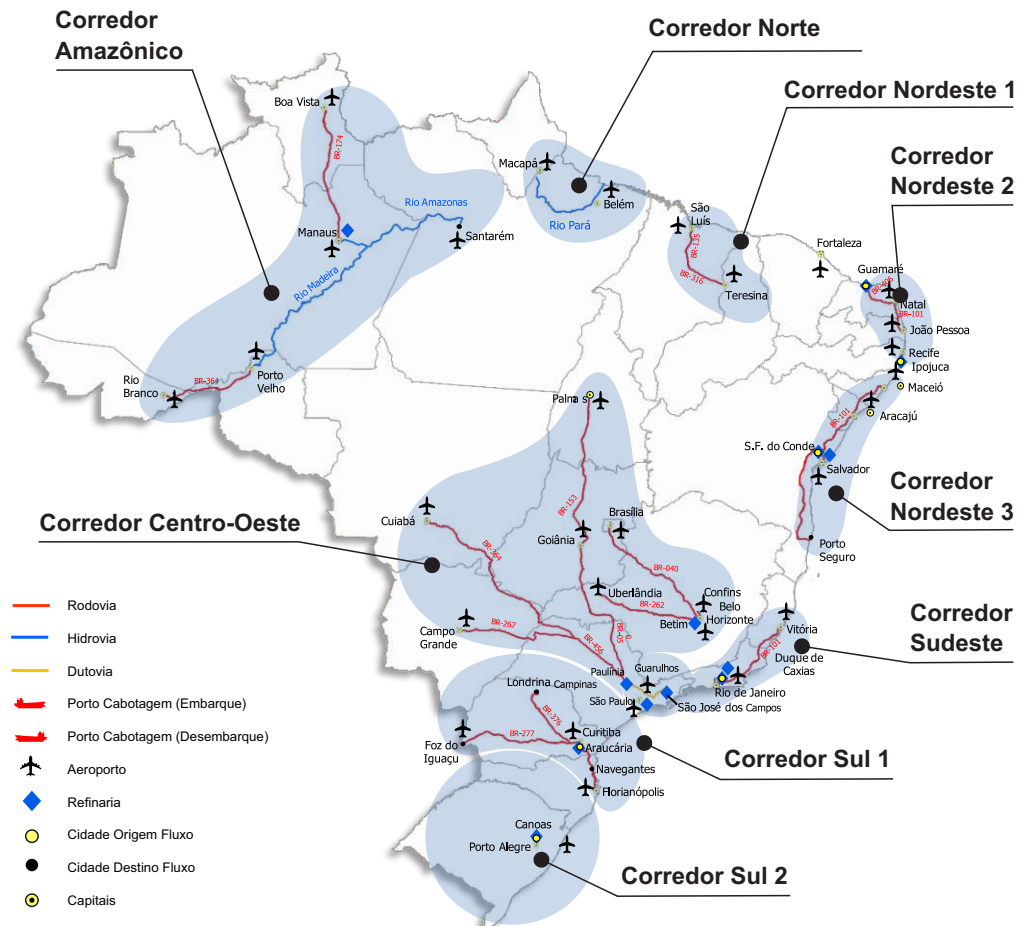 Corredor
Amazônico
Corredor Norte
Corredor Nordeste 1
Corredor
Nordeste 2
Boa Vista
BR-174
Macapá
Belém
Rio Pará
Rio Amazonas
Manaus
Santarém
Rio Madeira
São
Luís
BR-135
BR-316
Teresina
Fortaleza
Guamaré
BR-406
Natal
BR-101
João Pessoa
Recife
Ipojuca
Maceió
Aracajú
BR-101
S.F. do Conde
Salvador
Porto
Seguro
Corredor
Nordeste 3
Rio
Branco
BR-364
Porto
Velho
Palmas
BR-153
Corredor Centro-Oeste
Cuiabá
BR-364
Goiânia
Brasília
BR-040
Uberlândia
BR-262
Confins
Belo
Horizonte
Betim
Campo
Grande
BR-267
BR-456
BR-050
Corredor
Sudeste
Vitória
BR-101
Duque de
Caxias
Rio de Janeiro
Paulínia
Guarulhos
São Paulo
São José dos Campos
Londrina
Campinas
BR-376
BR-277
Foz do
Iguaçu
Curitiba
Araucária
Navegantes
Florianópolis
Corredor Sul 1
Canoas
Porto Alegre
Corredor Sul 2
Rodovia
Hidrovia
Dutovia
Porto Cabotagem (Embarque)
Porto Cabotagem (Desembarque)
Aeroporto
Refinaria
Cidade Origem Fluxo
Cidade Destino Fluxo
Capitais